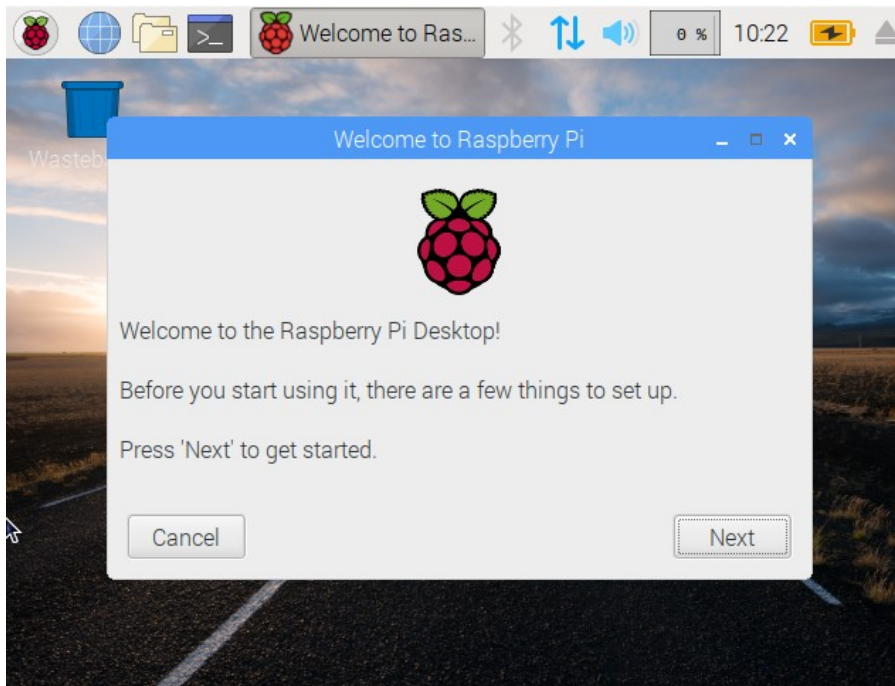 Welcome to Ras...
0 %
10:22
Welcome to Raspberry Pi
Welcome to the Raspberry Pi Desktop!
Before you start using it, there are a few things to set up.
Press 'Next' to get started.
Cancel
Next